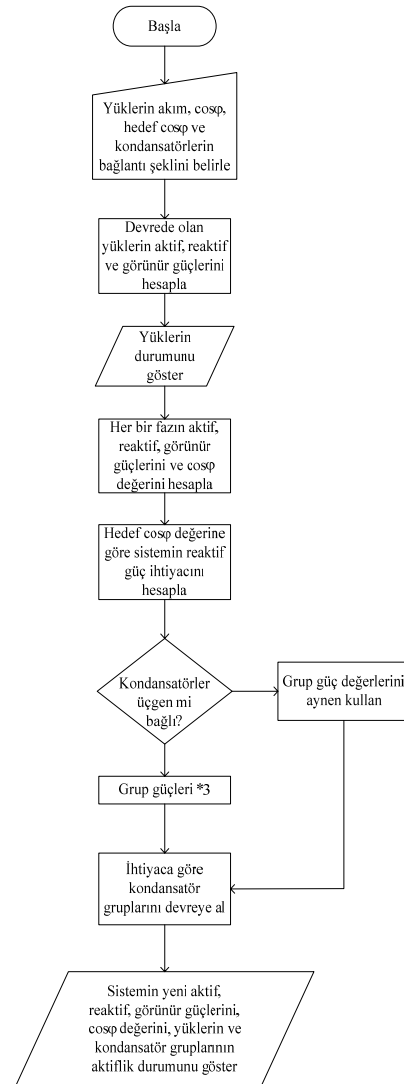 Başla
Yüklerin akım, cosφ,
hedef cosφ ve
kondansatörlerin
bağlantı şeklini belirle
Devrede olan
yüklerin aktif, reaktif
ve görünür güçlerini
hesapla
Yüklerin
durumunu
göster
Her bir fazın aktif,
reaktif, görünür
güçlerini ve cosφ
değerini hesapla
Hedef cosφ değerine
göre sistemin reaktif
güç ihtiyacını
hesapla
Kondansatörler
üçgen mi
bağlı?
Grup güç değerlerini
aynen kullan
Grup güçleri *3
İhtiyaca göre
kondansatör
gruplarını devreye al
Sistemin yeni aktif,
reaktif, görünür güçlerini,
cosφ değerini, yüklerin ve
kondansatör gruplarının
aktiflik durumunu göster